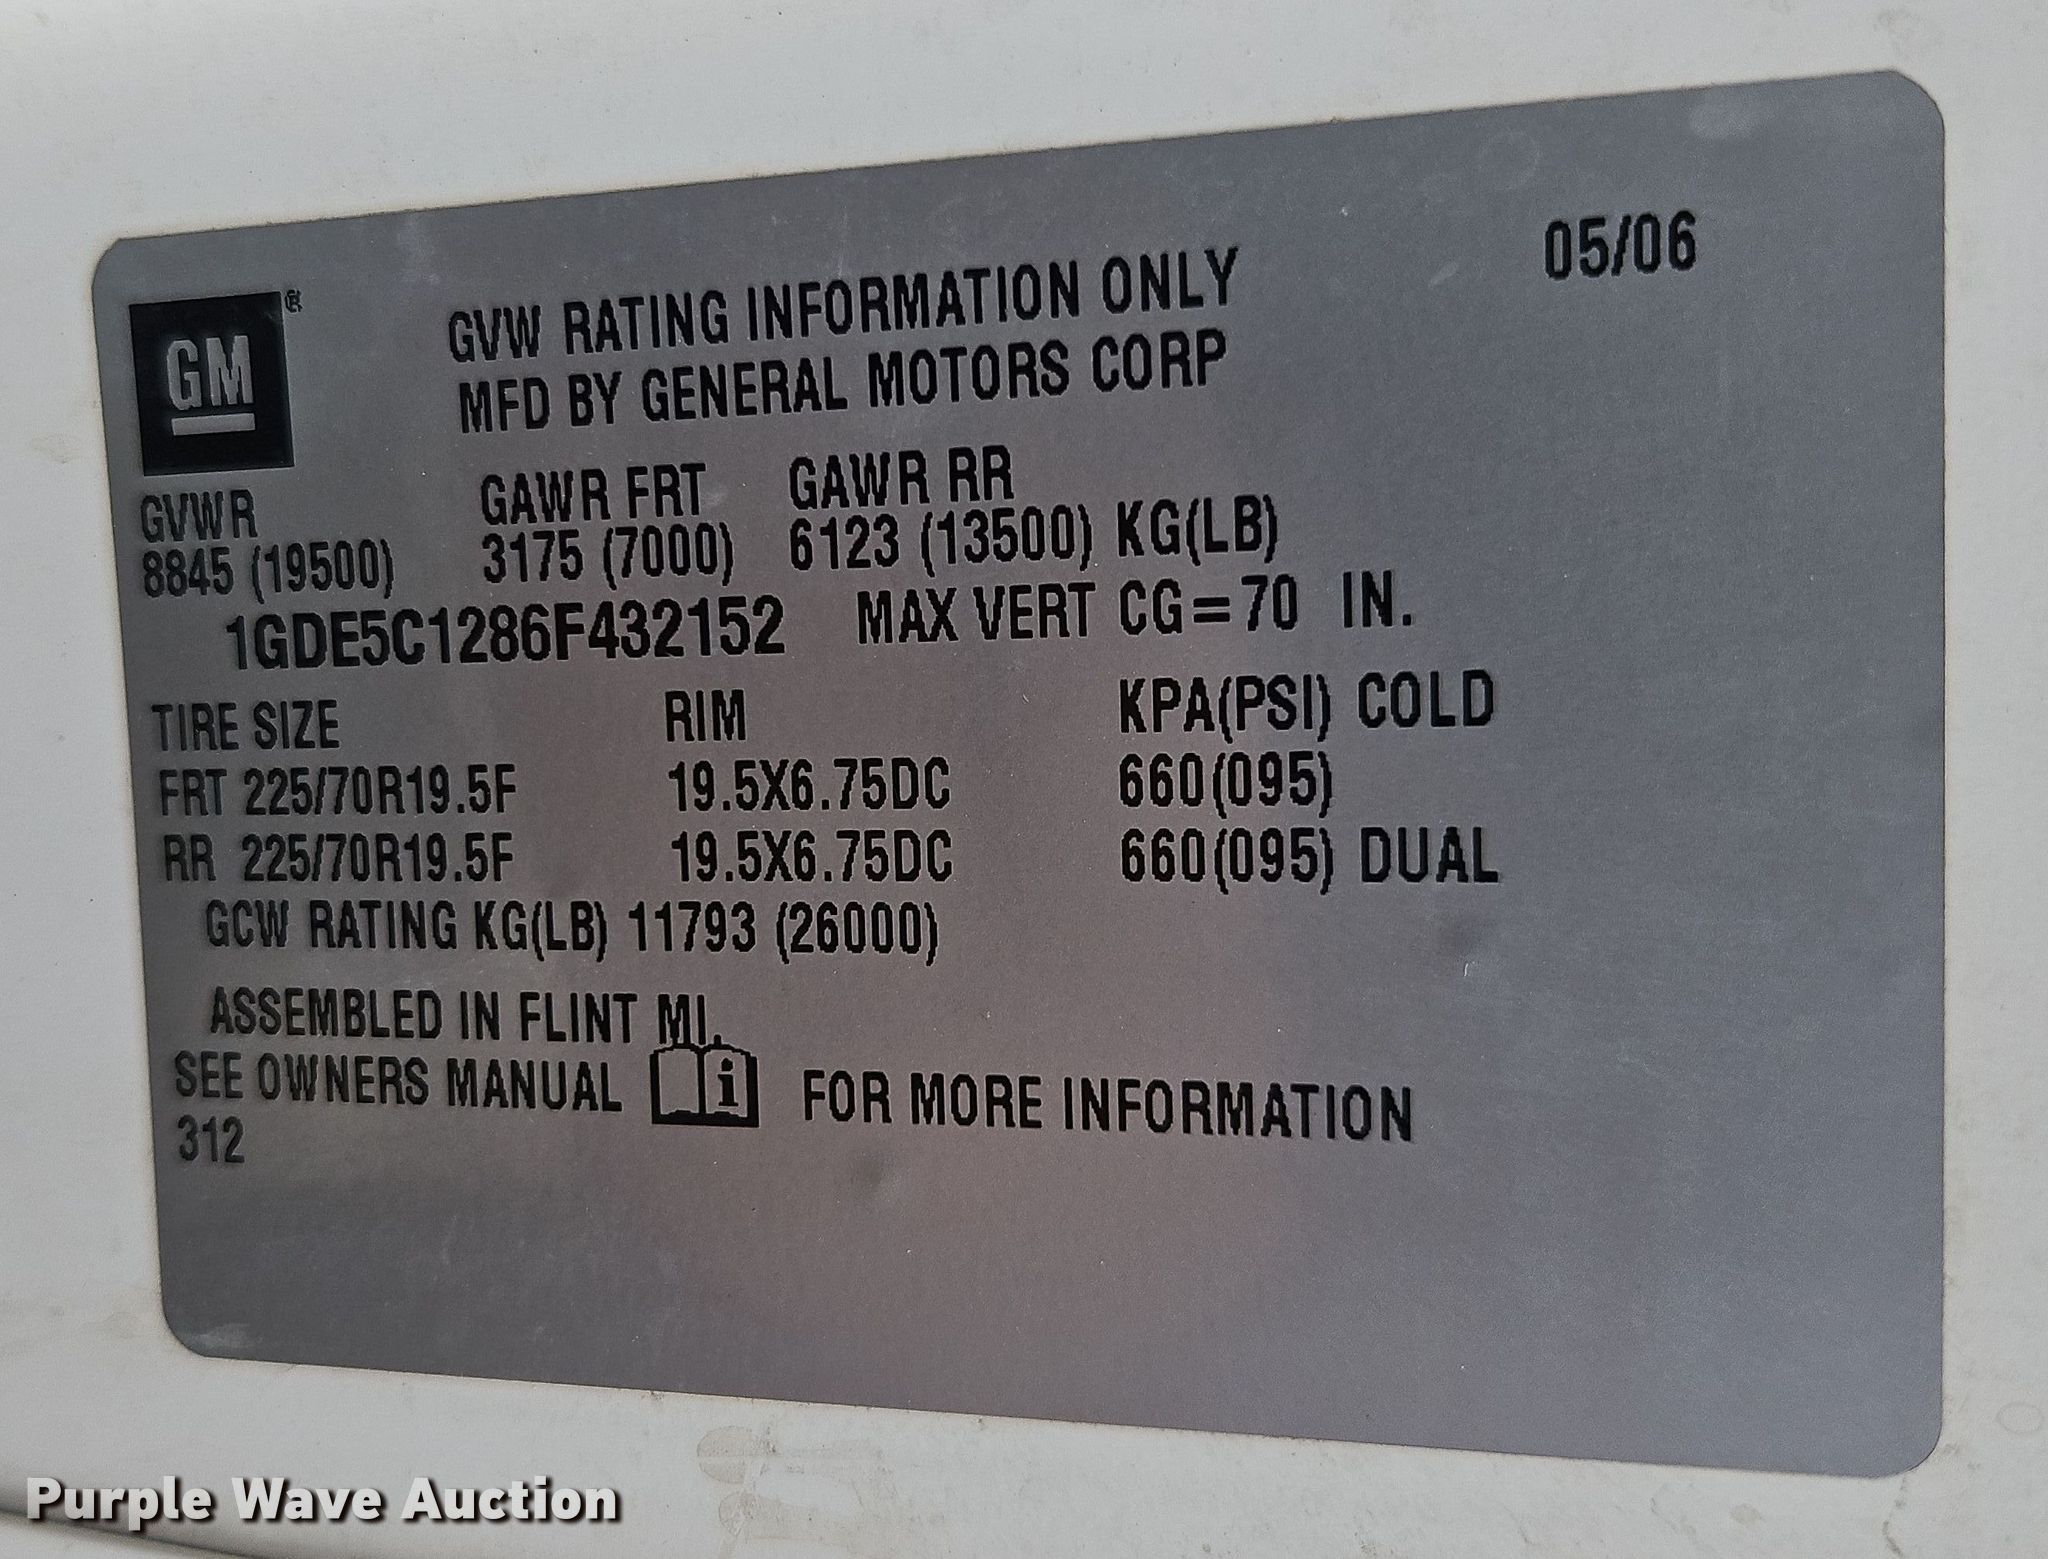 05/06
GM®
GVW RATING INFORMATION ONLY
MFD BY GENERAL MOTORS CORP
GVWR GAWR FRT GAWR RR
8845 (19500) 3175 (7000) 6123 (13500) KG(LB)
1GDE5C1286F432152 MAX VERT CG=70 IN.
TIRE SIZE RIM KPA(PSI) COLD
FRT 225/70R19.5F 19.5X6.75DC 660(095)
RR 225/70R19.5F 19.5X6.75DC 660(095) DUAL
GCW RATING KG(LB) 11793 (26000)
ASSEMBLED IN FLINT MI.
SEE OWNERS MANUAL i FOR MORE INFORMATION
312
Purple Wave Auction